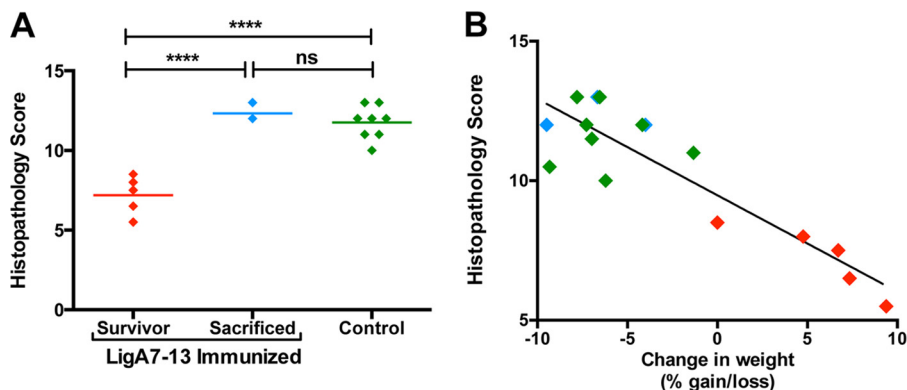 A
****
****
ns
Histopathology Score
15
10
5
0
Survivor
Sacrificed
Control
LigA7-13 Immunized
B
Histopathology Score
15
10
5
-10
-5
0
5
10
Change in weight
(% gain/loss)